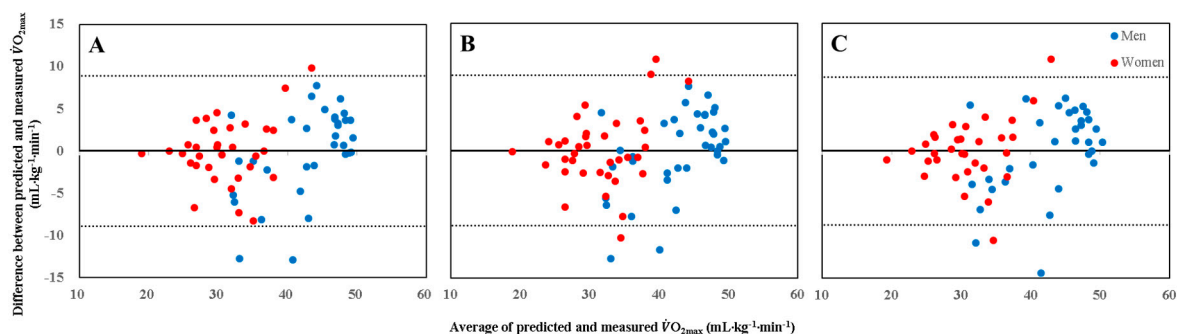 Difference between predicted and measured V̇O2max
(mL·kg-1·min-1)
15
10
5
0
-5
-10
-15
A
B
C
Men
Women
10 20 30 40 50 60
10 20 30 40 50 60
10 20 30 40 50 60
Average of predicted and measured V̇O2max (mL·kg-1·min-1)